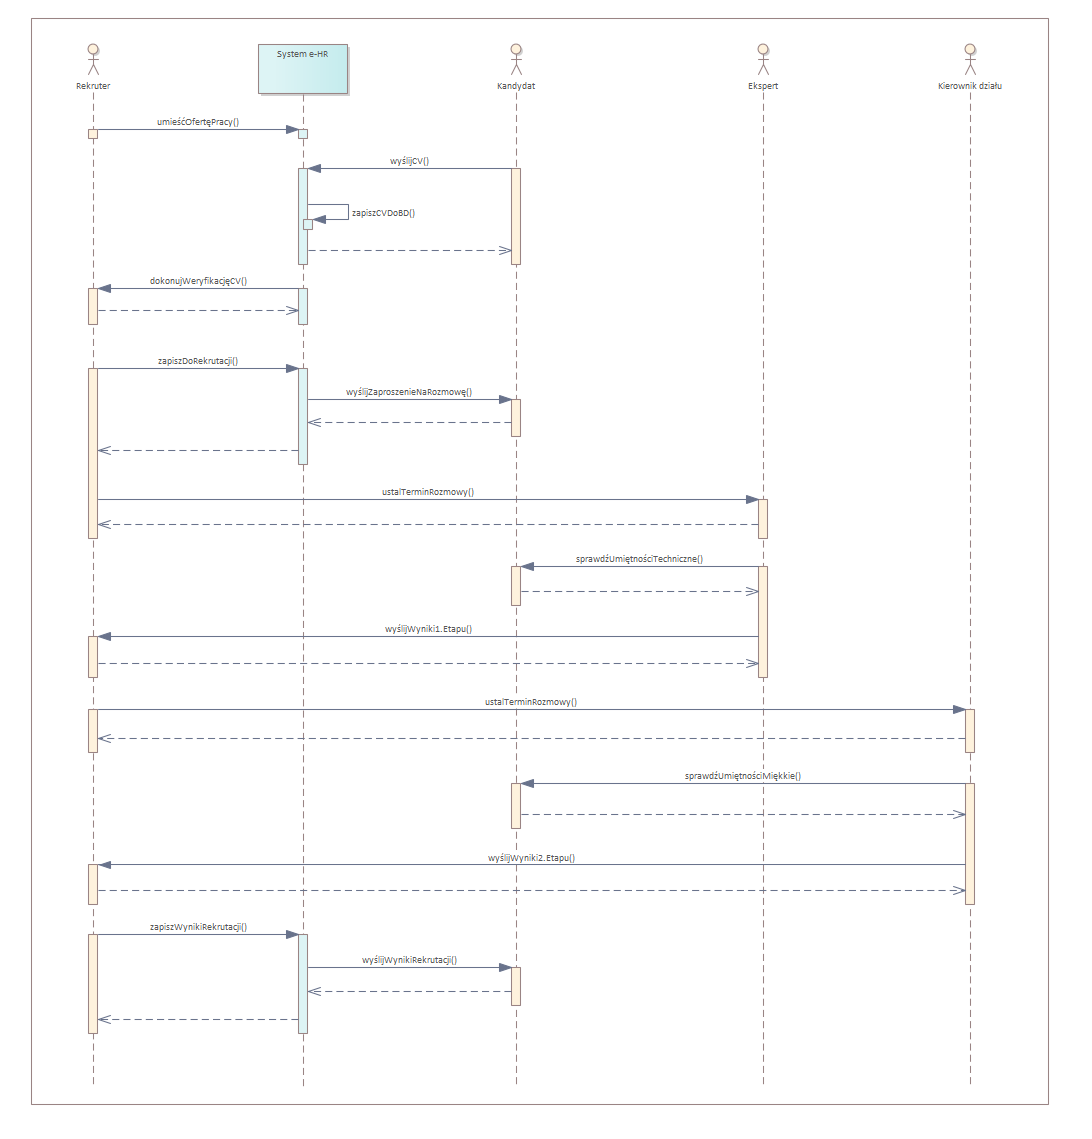 Rekruter
System e-HR
Kandydat
Ekspert
Kierownik działu
umieśćOfertęPracy()
wyślijCV()
zapiszCVDoBD()
dokonujWeryfikacjęCV()
zapiszDoRekrutacji()
wyślijZaproszenieNaRozmowę()
ustalTerminRozmowy()
sprawdźUmiętnościTechniczne()
wyślijWyniki1.Etapu()
ustalTerminRozmowy()
sprawdźUmiętnościMiękkie()
wyślijWyniki2.Etapu()
zapiszWynikiRekrutacji()
wyślijWynikiRekrutacji()